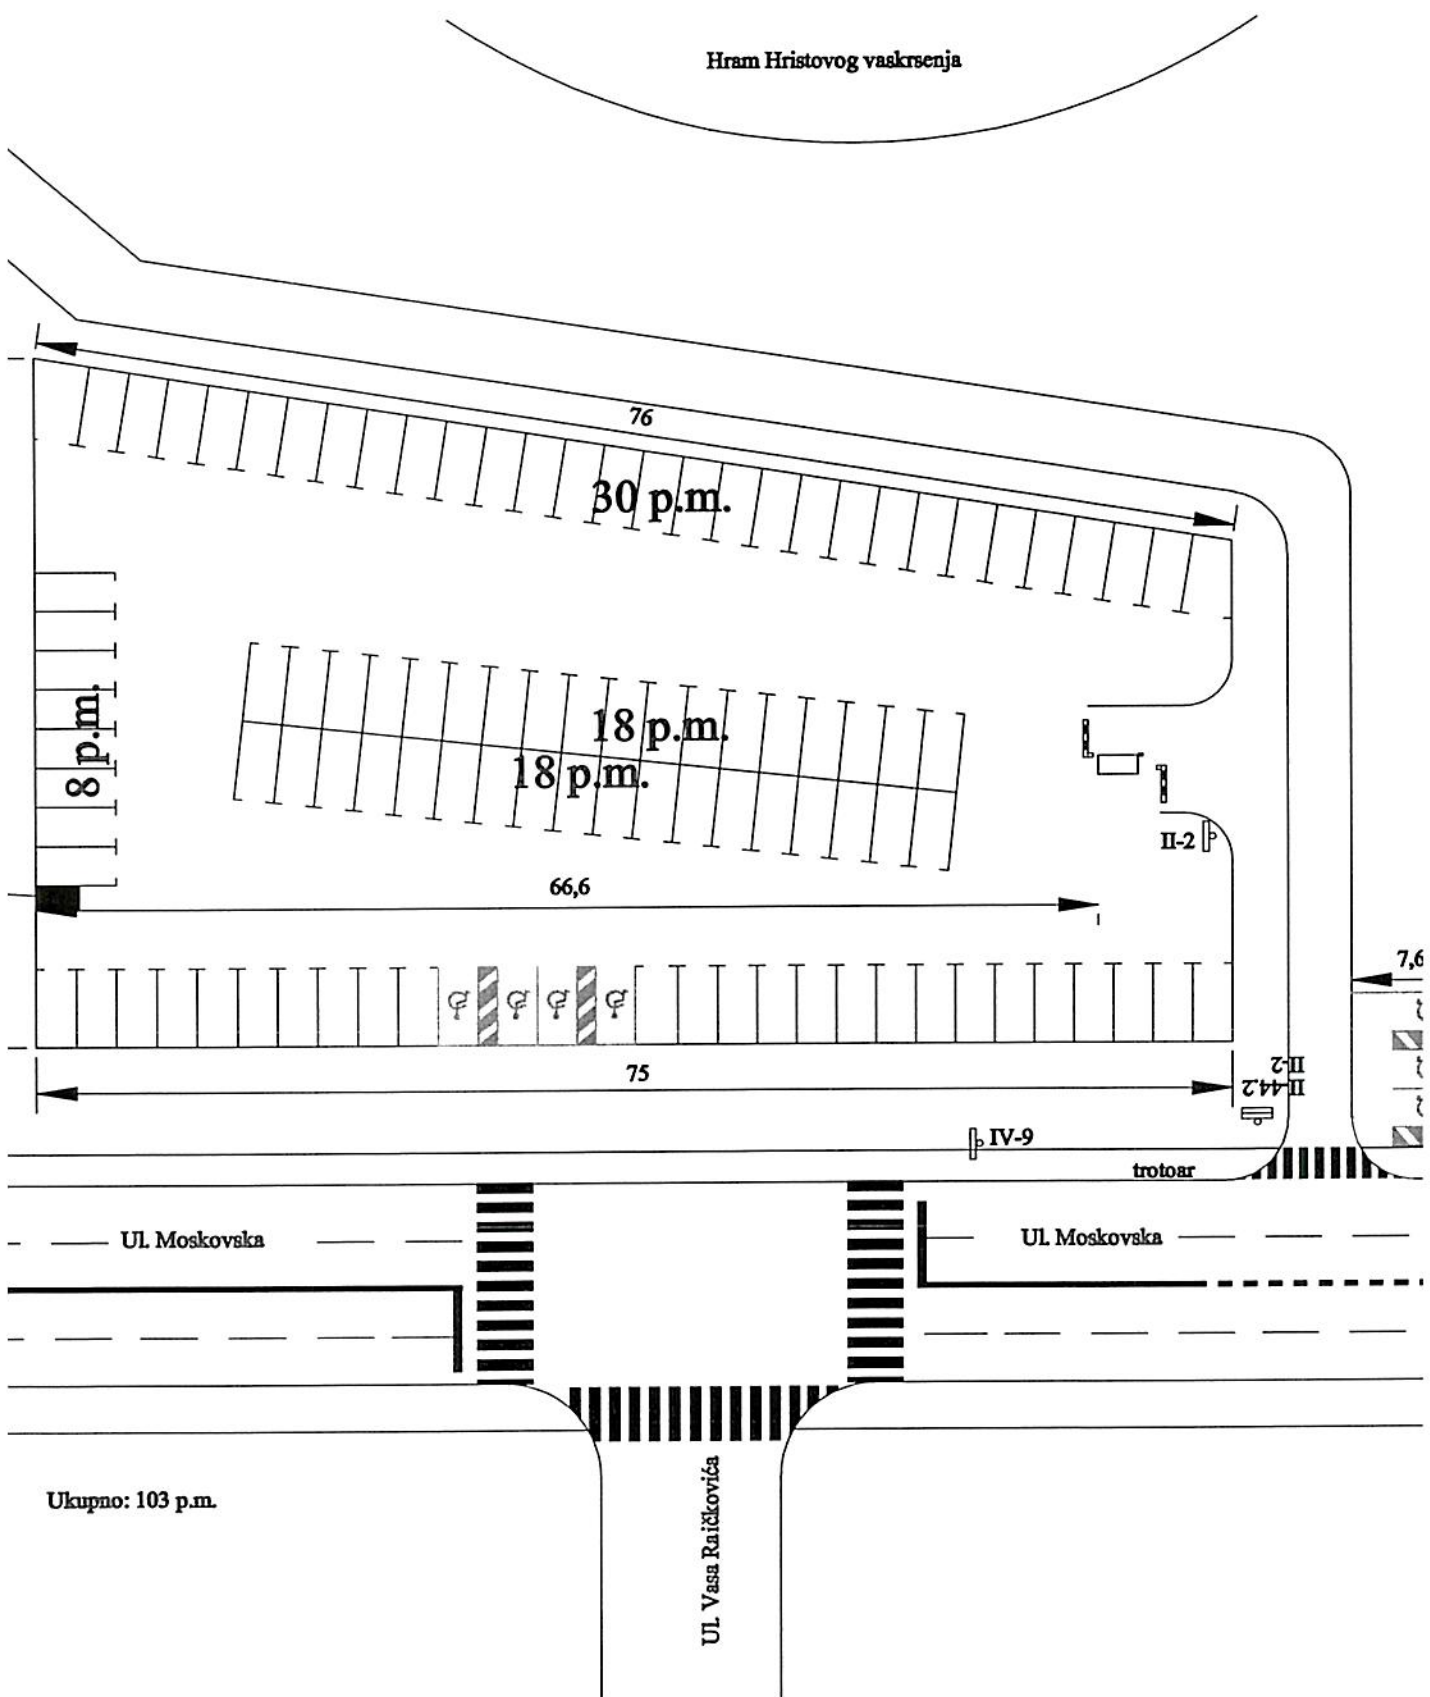 Hram Hristovog vaskrsenja
76
30 p.m.
18 p.m.
18 p.m.
8 p.m.
II-2
66,6
7,6
75
II-2
II-44.2
IV-9
trotoar
Ul. Moskovska
Ul. Moskovska
Ukupno: 103 p.m.
Ul. Vasa Raičkovića